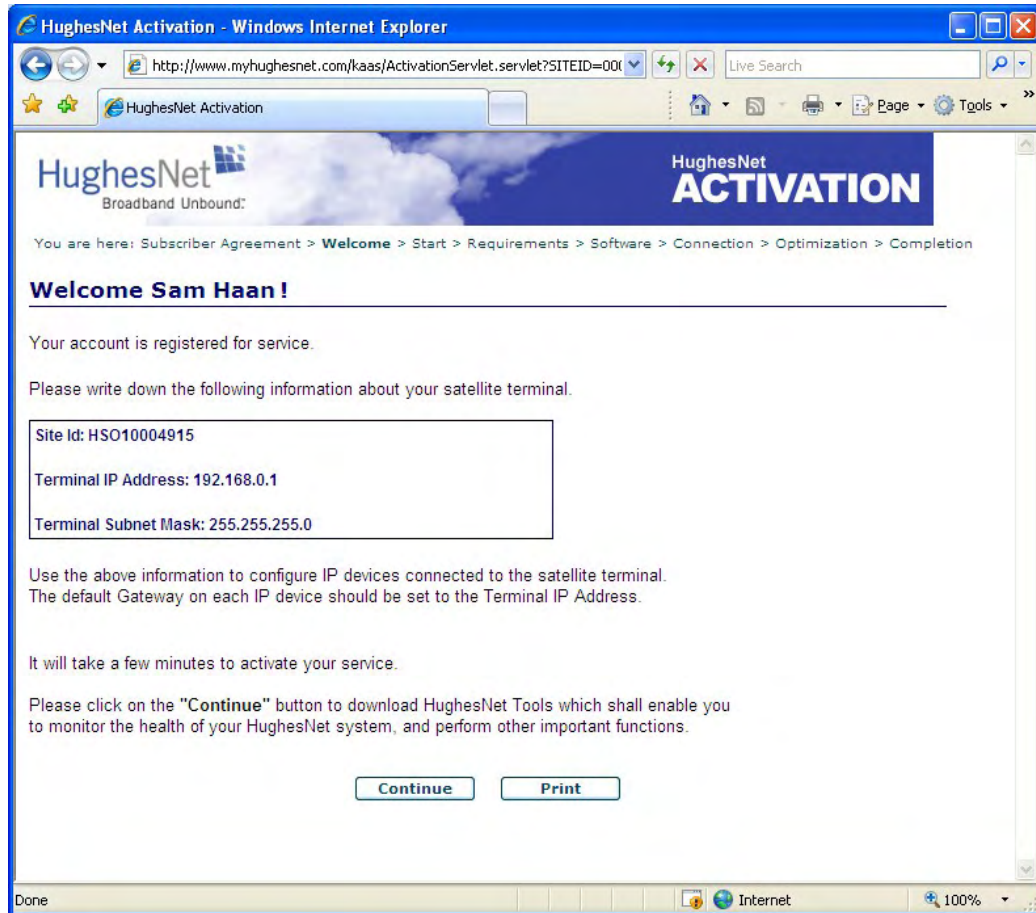 HughesNet Activation - Windows Internet Explorer
http://www.myhughesnet.com/kaas/ActivationServlet.servlet?SITEID=00
Live Search
HughesNet Activation
Page
Tools
HughesNet
Broadband Unbound.
HughesNet
ACTIVATION
You are here: Subscriber Agreement > Welcome > Start > Requirements > Software > Connection > Optimization > Completion
Welcome Sam Haan!
Your account is registered for service.
Please write down the following information about your satellite terminal.
Site Id: HSO10004915
Terminal IP Address: 192.168.0.1
Terminal Subnet Mask: 255.255.255.0
Use the above information to configure IP devices connected to the satellite terminal.
The default Gateway on each IP device should be set to the Terminal IP Address.
It will take a few minutes to activate your service.
Please click on the "Continue" button to download HughesNet Tools which shall enable you
to monitor the health of your HughesNet system, and perform other important functions.
Continue
Print
Done
Internet
100%